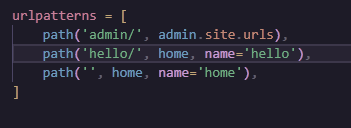 urlpatterns = [
    path('admin/', admin.site.urls),
    path('hello/', home, name='hello'),
    path('', home, name='home'),
]